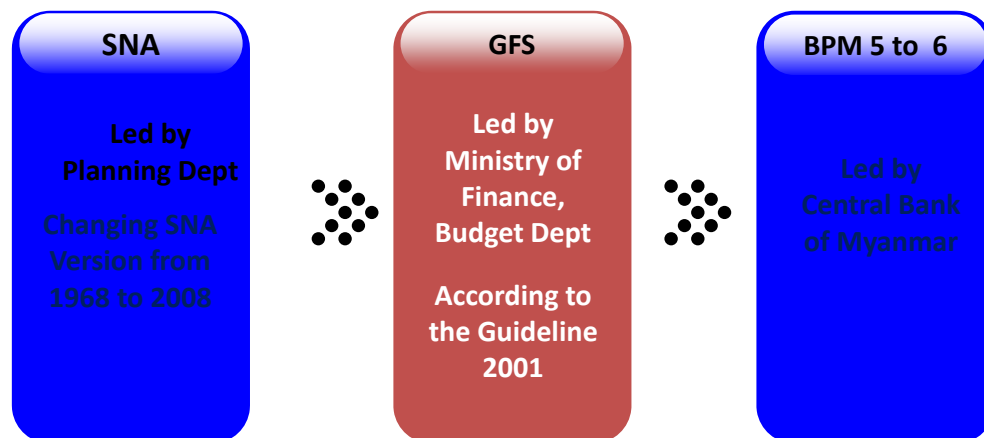 SNA
Led by
Planning Dept
Changing SNA
Version from
1968 to 2008
GFS
Led by
Ministry of
Finance,
Budget Dept
According to
the Guideline
2001
BPM 5 to  6
Led by
Central Bank
of Myanmar